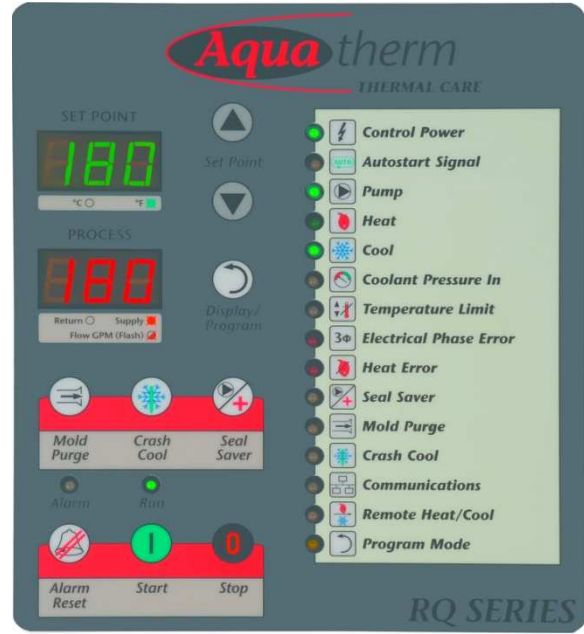 Aquatherm
THERMAL CARE
SET POINT
180
°C °F
Set Point
PROCESS
180
Return Supply
Flow GPM (Flash)
Display/
Program
Mold
Purge
Crash
Cool
Seal
Saver
Alarm
Run
Alarm
Reset
Start
0
Stop
Control Power
AUTO Autostart Signal
Pump
Heat
Cool
Coolant Pressure In
Temperature Limit
3Φ Electrical Phase Error
Heat Error
Seal Saver
Mold Purge
Crash Cool
Communications
Remote Heat/Cool
Program Mode
RQ SERIES